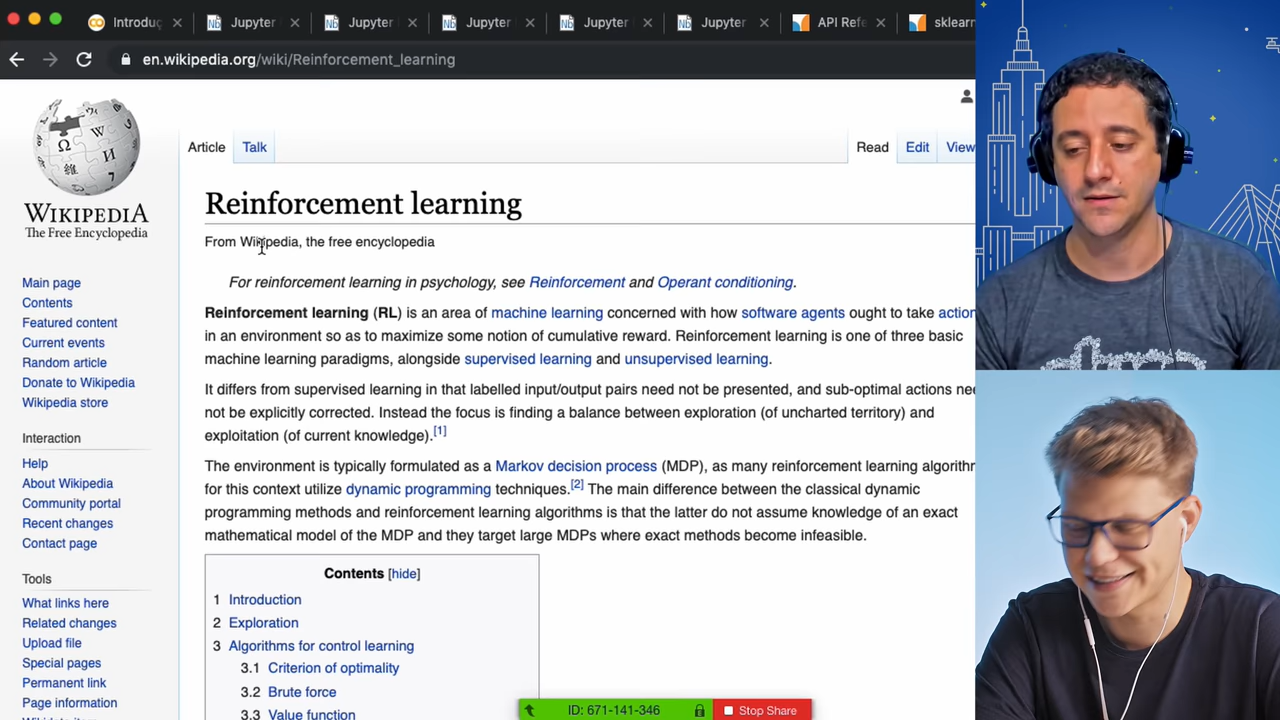 Introduc
Jupyter
Jupyter
Jupyter
Jupyter
Jupyter
API Refe
sklearn
en.wikipedia.org/wiki/Reinforcement_learning
WIKIPEDIA
The Free Encyclopedia
Main page
Contents
Featured content
Current events
Random article
Donate to Wikipedia
Wikipedia store
Interaction
Help
About Wikipedia
Community portal
Recent changes
Contact page
Tools
What links here
Related changes
Upload file
Special pages
Permanent link
Page information
Article Talk
Read Edit View
Reinforcement learning
From Wikipedia, the free encyclopedia
For reinforcement learning in psychology, see Reinforcement and Operant conditioning.
Reinforcement learning (RL) is an area of machine learning concerned with how software agents ought to take action
in an environment so as to maximize some notion of cumulative reward. Reinforcement learning is one of three basic
machine learning paradigms, alongside supervised learning and unsupervised learning.
It differs from supervised learning in that labelled input/output pairs need not be presented, and sub-optimal actions nee
not be explicitly corrected. Instead the focus is finding a balance between exploration (of uncharted territory) and
exploitation (of current knowledge).[1]
The environment is typically formulated as a Markov decision process (MDP), as many reinforcement learning algorithm
for this context utilize dynamic programming techniques.[2] The main difference between the classical dynamic
programming methods and reinforcement learning algorithms is that the latter do not assume knowledge of an exact
mathematical model of the MDP and they target large MDPs where exact methods become infeasible.
Contents [hide]
1 Introduction
2 Exploration
3 Algorithms for control learning
3.1 Criterion of optimality
3.2 Brute force
3.3 Value function
ID: 671-141-346
Stop Share